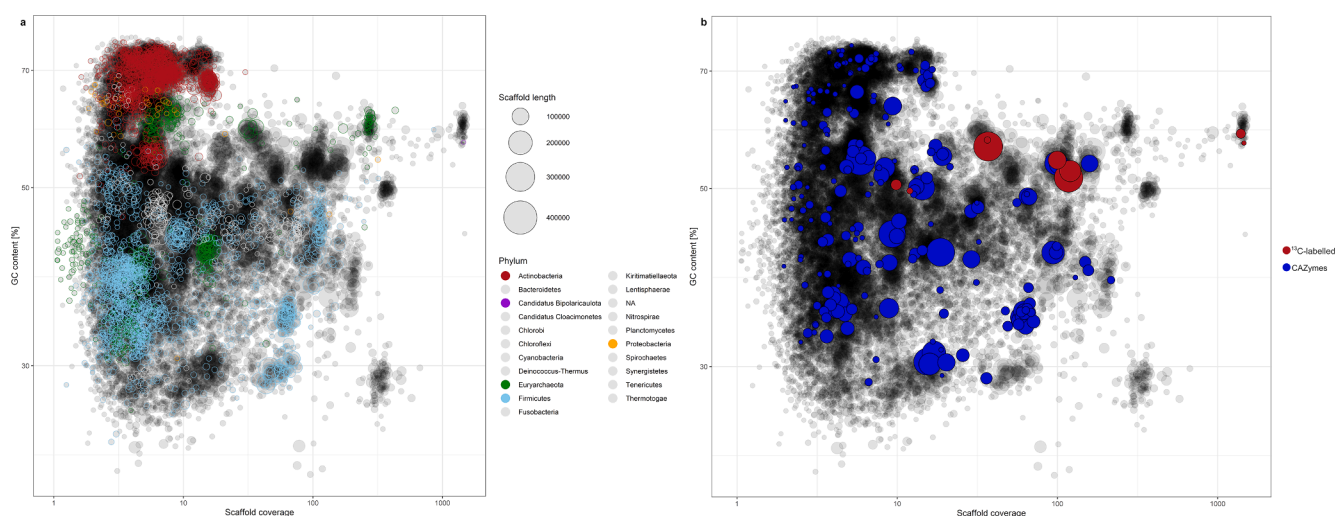 a
70
50
30
GC content [%]
1
10
100
1000
Scaffold coverage
Scaffold length
100000
200000
300000
400000
Phylum
Actinobacteria
Bacteroidetes
Candidatus Bipolaricaulota
Candidatus Cloacimonetes
Chlorobi
Chloroflexi
Cyanobacteria
Deinococcus-Thermus
Euryarchaeota
Firmicutes
Fusobacteria
Kiritimatiellaeota
Lentisphaerae
NA
Nitrospirae
Planctomycetes
Proteobacteria
Spirochaetes
Synergistetes
Tenericutes
Thermotogae
b
70
50
30
GC content [%]
1
10
100
1000
Scaffold coverage
¹³C-labelled
CAZymes